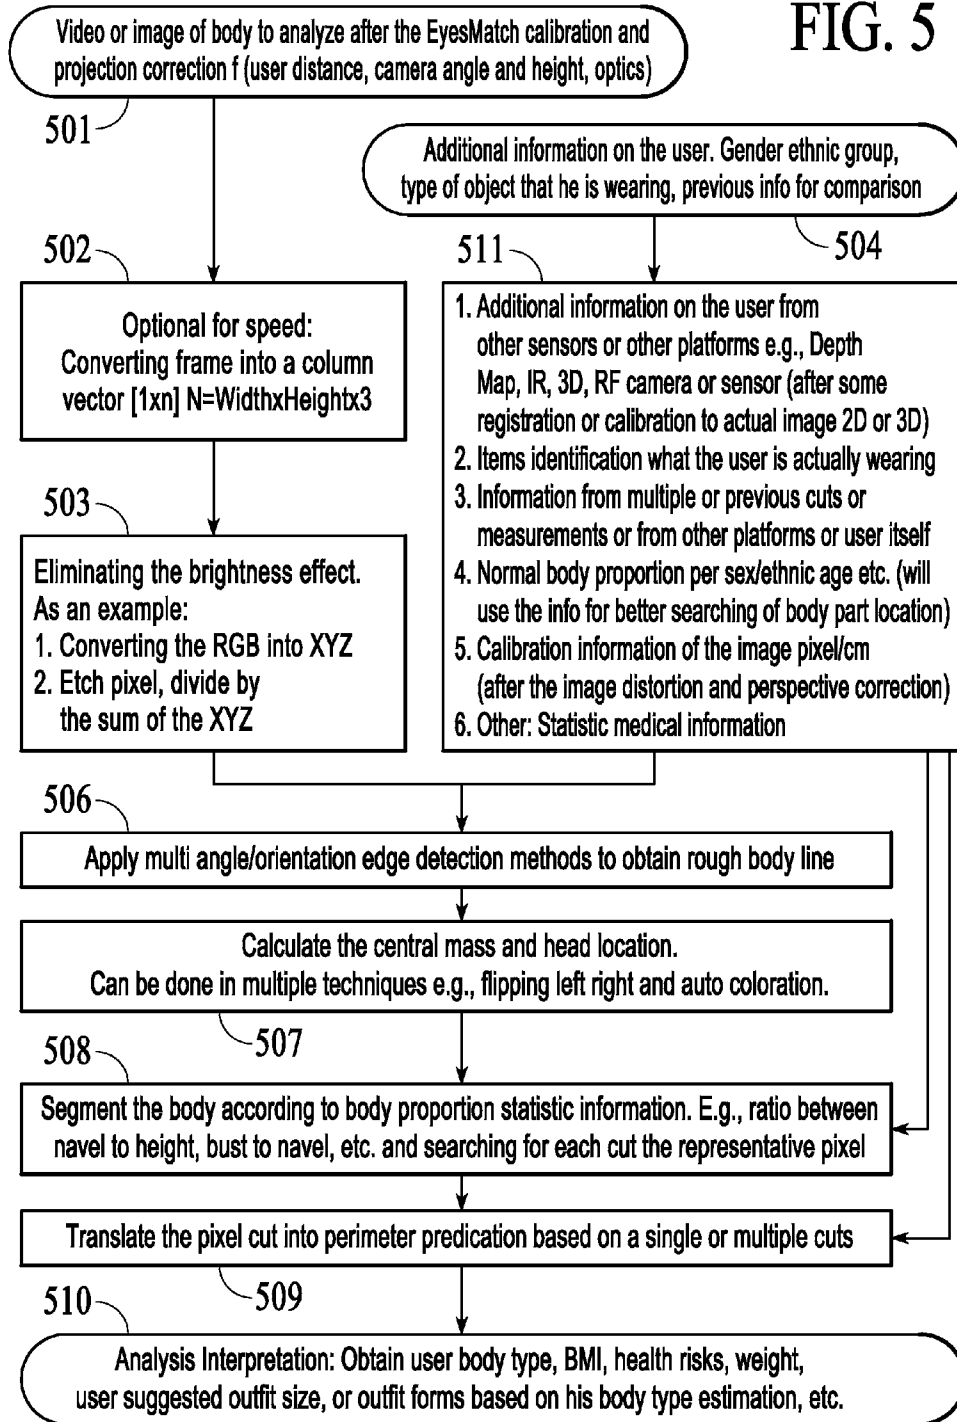 FIG. 5
Video or image of body to analyze after the EyesMatch calibration and
projection correction f (user distance, camera angle and height, optics)
501
Additional information on the user. Gender ethnic group,
type of object that he is wearing, previous info for comparison
504
502
Optional for speed:
Converting frame into a column
vector [1xn] N=WidthxHeightx3
511
1. Additional information on the user from
other sensors or other platforms e.g., Depth
Map, IR, 3D, RF camera or sensor (after some
registration or calibration to actual image 2D or 3D)
2. Items identification what the user is actually wearing
3. Information from multiple or previous cuts or
measurements or from other platforms or user itself
4. Normal body proportion per sex/ethnic age etc. (will
use the info for better searching of body part location)
5. Calibration information of the image pixel/cm
(after the image distortion and perspective correction)
6. Other: Statistic medical information
503
Eliminating the brightness effect.
As an example:
1. Converting the RGB into XYZ
2. Etch pixel, divide by
the sum of the XYZ
506
Apply multi angle/orientation edge detection methods to obtain rough body line
Calculate the central mass and head location.
Can be done in multiple techniques e.g., flipping left right and auto coloration.
507
508
Segment the body according to body proportion statistic information. E.g., ratio between
navel to height, bust to navel, etc. and searching for each cut the representative pixel
Translate the pixel cut into perimeter predication based on a single or multiple cuts
509
510
Analysis Interpretation: Obtain user body type, BMI, health risks, weight,
user suggested outfit size, or outfit forms based on his body type estimation, etc.